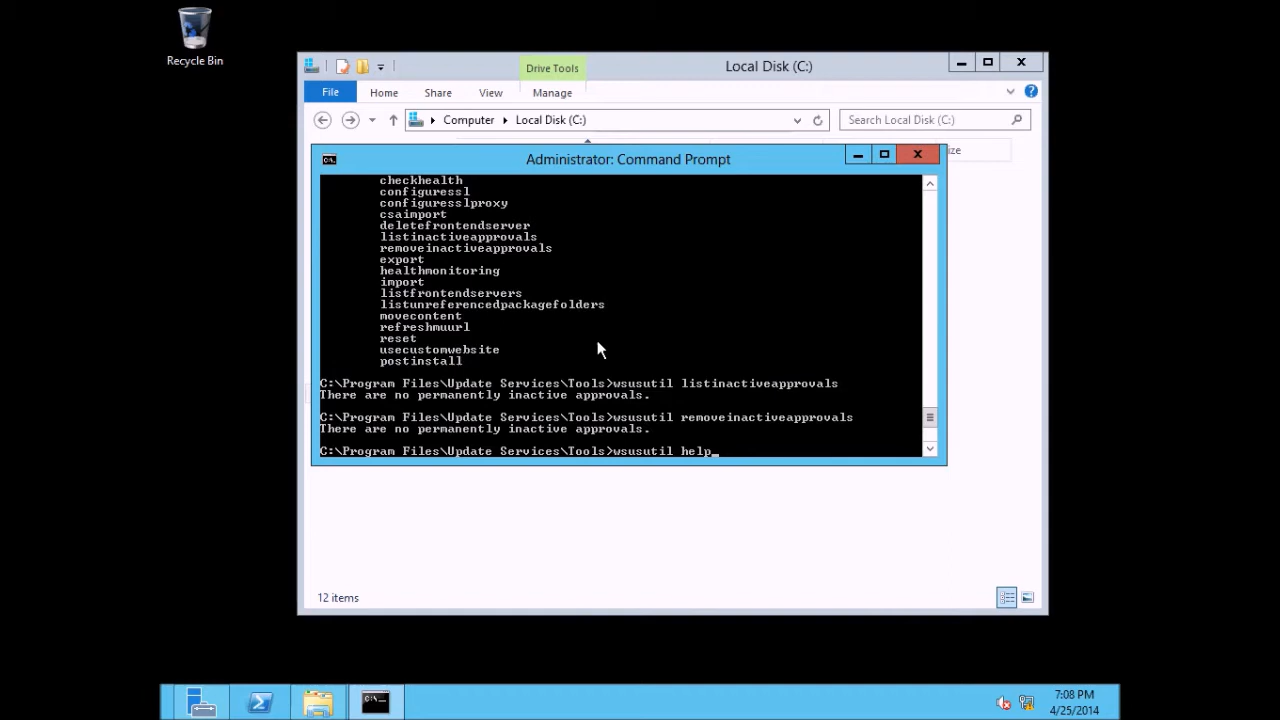 Recycle Bin
Drive Tools
Local Disk (C:)
File
Home
Share
View
Manage
Computer
Local Disk (C:)
Search Local Disk (C:)
ize
Administrator: Command Prompt
checkhealth
configuressl
configuresslproxy
csaimport
deletefrontendserver
listinactiveapprovals
removeinactiveapprovals
export
healthmonitoring
import
listfrontendservers
listunreferencedpackagefolders
movecontent
refreshmuurl
reset
usecustomwebsite
postinstall
C:\Program Files\Update Services\Tools>wsusutil listinactiveapprovals
There are no permanently inactive approvals.
C:\Program Files\Update Services\Tools>wsusutil removeinactiveapprovals
There are no permanently inactive approvals.
C:\Program Files\Update Services\Tools>wsusutil help_
12 items
7:08 PM
4/25/2014